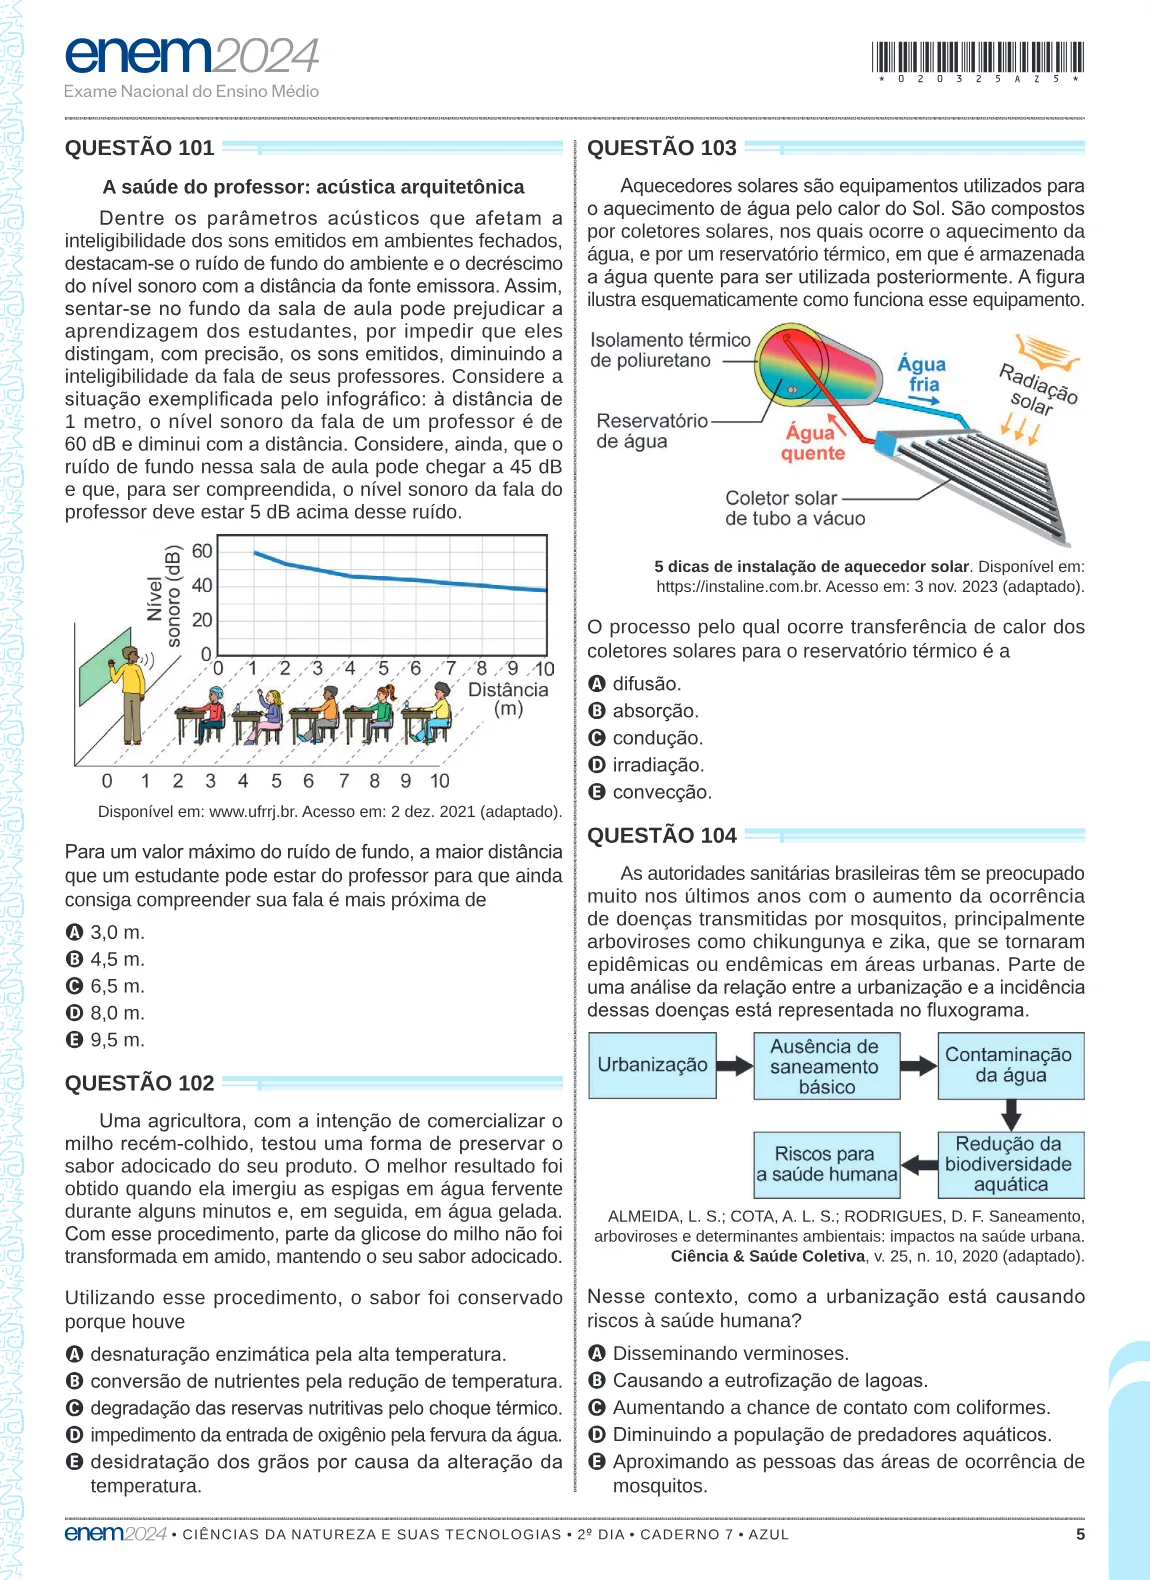 enem2024
Exame Nacional do Ensino Médio
*020325AZ5*
QUESTÃO 101
A saúde do professor: acústica arquitetônica
Dentre os parâmetros acústicos que afetam a
inteligibilidade dos sons emitidos em ambientes fechados,
destacam-se o ruído de fundo do ambiente e o decréscimo
do nível sonoro com a distância da fonte emissora. Assim,
sentar-se no fundo da sala de aula pode prejudicar a
aprendizagem dos estudantes, por impedir que eles
distingam, com precisão, os sons emitidos, diminuindo a
inteligibilidade da fala de seus professores. Considere a
situação exemplificada pelo infográfico: à distância de
1 metro, o nível sonoro da fala de um professor é de
60 dB e diminui com a distância. Considere, ainda, que o
ruído de fundo nessa sala de aula pode chegar a 45 dB
e que, para ser compreendida, o nível sonoro da fala do
professor deve estar 5 dB acima desse ruído.
Nível
sonoro (dB)
60
40
20
0
0 1 2 3 4 5 6 7 8 9 10
Distância
(m)
0 1 2 3 4 5 6 7 8 9 10
Disponível em: www.ufrrj.br. Acesso em: 2 dez. 2021 (adaptado).
Para um valor máximo do ruído de fundo, a maior distância
que um estudante pode estar do professor para que ainda
consiga compreender sua fala é mais próxima de
A 3,0 m.
B 4,5 m.
C 6,5 m.
D 8,0 m.
E 9,5 m.
QUESTÃO 102
Uma agricultora, com a intenção de comercializar o
milho recém-colhido, testou uma forma de preservar o
sabor adocicado do seu produto. O melhor resultado foi
obtido quando ela imergiu as espigas em água fervente
durante alguns minutos e, em seguida, em água gelada.
Com esse procedimento, parte da glicose do milho não foi
transformada em amido, mantendo o seu sabor adocicado.
Utilizando esse procedimento, o sabor foi conservado
porque houve
A desnaturação enzimática pela alta temperatura.
B conversão de nutrientes pela redução de temperatura.
C degradação das reservas nutritivas pelo choque térmico.
D impedimento da entrada de oxigênio pela fervura da água.
E desidratação dos grãos por causa da alteração da
temperatura.
QUESTÃO 103
Aquecedores solares são equipamentos utilizados para
o aquecimento de água pelo calor do Sol. São compostos
por coletores solares, nos quais ocorre o aquecimento da
água, e por um reservatório térmico, em que é armazenada
a água quente para ser utilizada posteriormente. A figura
ilustra esquematicamente como funciona esse equipamento.
Isolamento térmico
de poliuretano
Água
fria
Radiação
solar
Reservatório
de água
Água
quente
Coletor solar
de tubo a vácuo
5 dicas de instalação de aquecedor solar. Disponível em:
https://instaline.com.br. Acesso em: 3 nov. 2023 (adaptado).
O processo pelo qual ocorre transferência de calor dos
coletores solares para o reservatório térmico é a
A difusão.
B absorção.
C condução.
D irradiação.
E convecção.
QUESTÃO 104
As autoridades sanitárias brasileiras têm se preocupado
muito nos últimos anos com o aumento da ocorrência
de doenças transmitidas por mosquitos, principalmente
arboviroses como chikungunya e zika, que se tornaram
epidêmicas ou endêmicas em áreas urbanas. Parte de
uma análise da relação entre a urbanização e a incidência
dessas doenças está representada no fluxograma.
Urbanização
Ausência de
saneamento
básico
Contaminação
da água
Redução da
biodiversidade
aquática
Riscos para
a saúde humana
ALMEIDA, L. S.; COTA, A. L. S.; RODRIGUES, D. F. Saneamento,
arboviroses e determinantes ambientais: impactos na saúde urbana.
Ciência & Saúde Coletiva, v. 25, n. 10, 2020 (adaptado).
Nesse contexto, como a urbanização está causando
riscos à saúde humana?
A Disseminando verminoses.
B Causando a eutrofização de lagoas.
C Aumentando a chance de contato com coliformes.
D Diminuindo a população de predadores aquáticos.
E Aproximando as pessoas das áreas de ocorrência de
mosquitos.
enem2024 • CIÊNCIAS DA NATUREZA E SUAS TECNOLOGIAS • 2º DIA • CADERNO 7 • AZUL
5